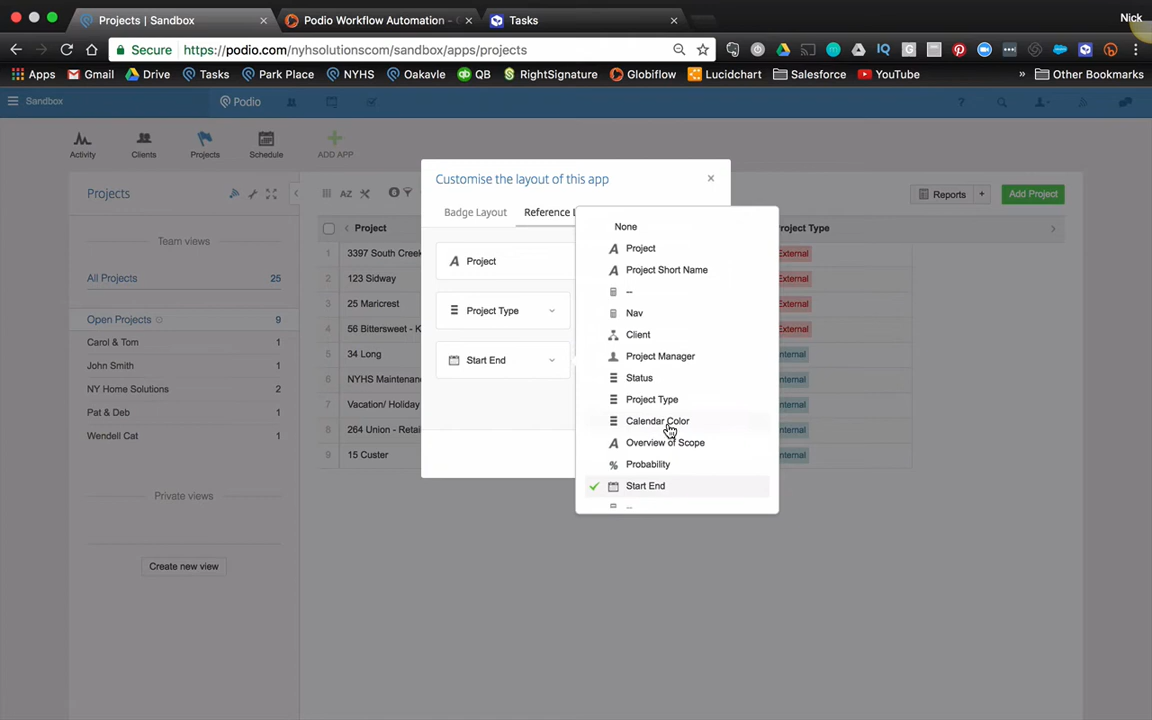 Projects | Sandbox
Podio Workflow Automation -
Tasks
Nick
Secure https://podio.com/nyhsolutionscom/sandbox/apps/projects
Apps Gmail Drive Tasks Park Place NYHS Oakavle QB RightSignature Globiflow Lucidchart Salesforce YouTube » Other Bookmarks
Sandbox
Podio
?
Activity
Clients
Projects
Schedule
ADD APP
Projects
Team views
All Projects 25
Open Projects 9
Carol & Tom 1
John Smith 1
NY Home Solutions 2
Pat & Deb 1
Wendell Cat 1
Private views
Create new view
AZ
6
Reports +
Add Project
Project
roject Type
1 3397 South Creek
External
2 123 Sidway
External
3 25 Maricrest
External
4 56 Bittersweet - K
External
5 34 Long
nternal
6 NYHS Maintenan
nternal
7 Vacation/ Holiday
nternal
8 264 Union - Retai
nternal
9 15 Custer
nternal
Customise the layout of this app
×
Badge Layout
Reference L
Project
Project Type
Start End
None
Project
Project Short Name
--
Nav
Client
Project Manager
Status
Project Type
Calendar Color
Overview of Scope
% Probability
Start End
--